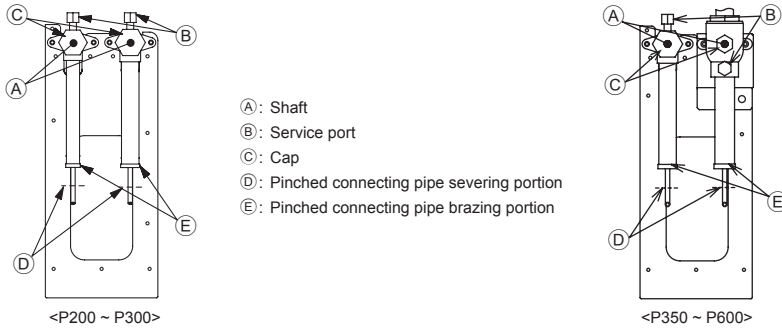 Ⓒ
Ⓑ
Ⓐ
Ⓔ
Ⓓ
<P200 ~ P300>
Ⓐ: Shaft
Ⓑ: Service port
Ⓒ: Cap
Ⓓ: Pinched connecting pipe severing portion
Ⓔ: Pinched connecting pipe brazing portion
Ⓐ
Ⓑ
Ⓒ
Ⓔ
Ⓓ
<P350 ~ P600>